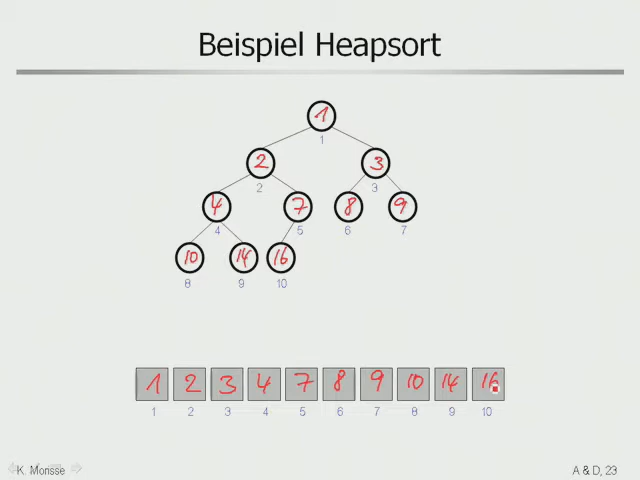 Beispiel Heapsort
1
1
2 3
2 3
4 7 8 9
4 5 6 7
10 14 16
8 9 10
1 2 3 4 7 8 9 10 14 16
1 2 3 4 5 6 7 8 9 10
K. Morisse A & D, 23